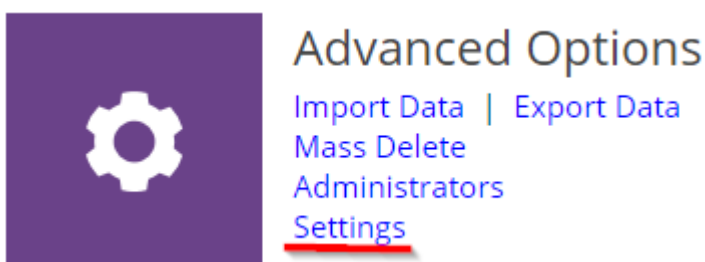 Advanced Options
Import Data | Export Data
Mass Delete
Administrators
Settings